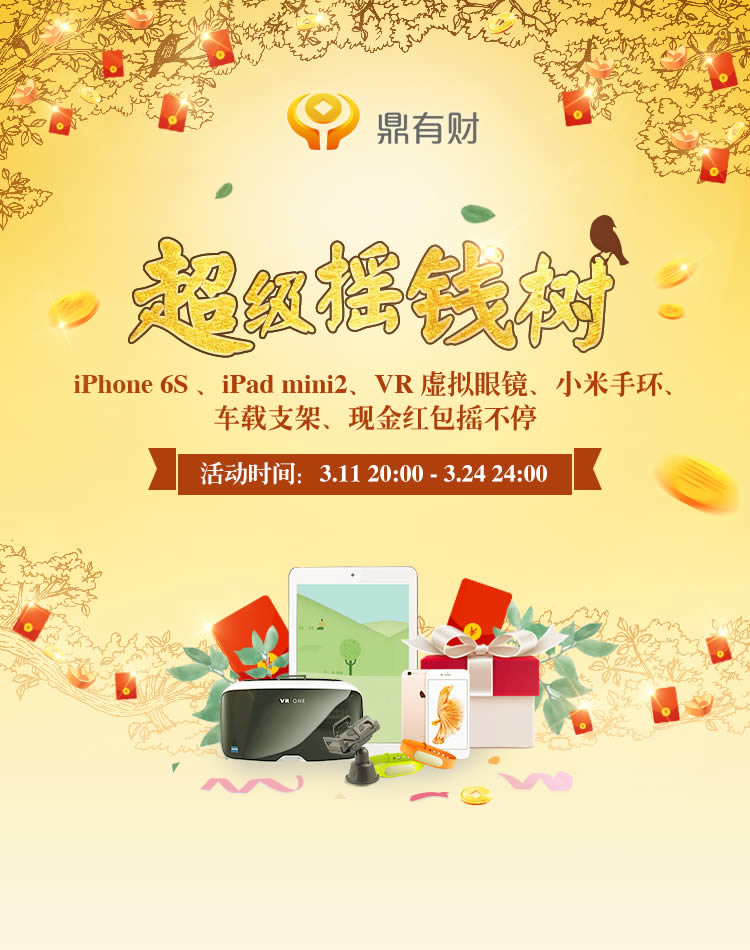 鼎有财
超级摇钱树
iPhone 6S 、iPad mini2、VR 虚拟眼镜、小米手环、
车载支架、现金红包摇不停
活动时间：3.11 20:00 - 3.24 24:00
VR ONE